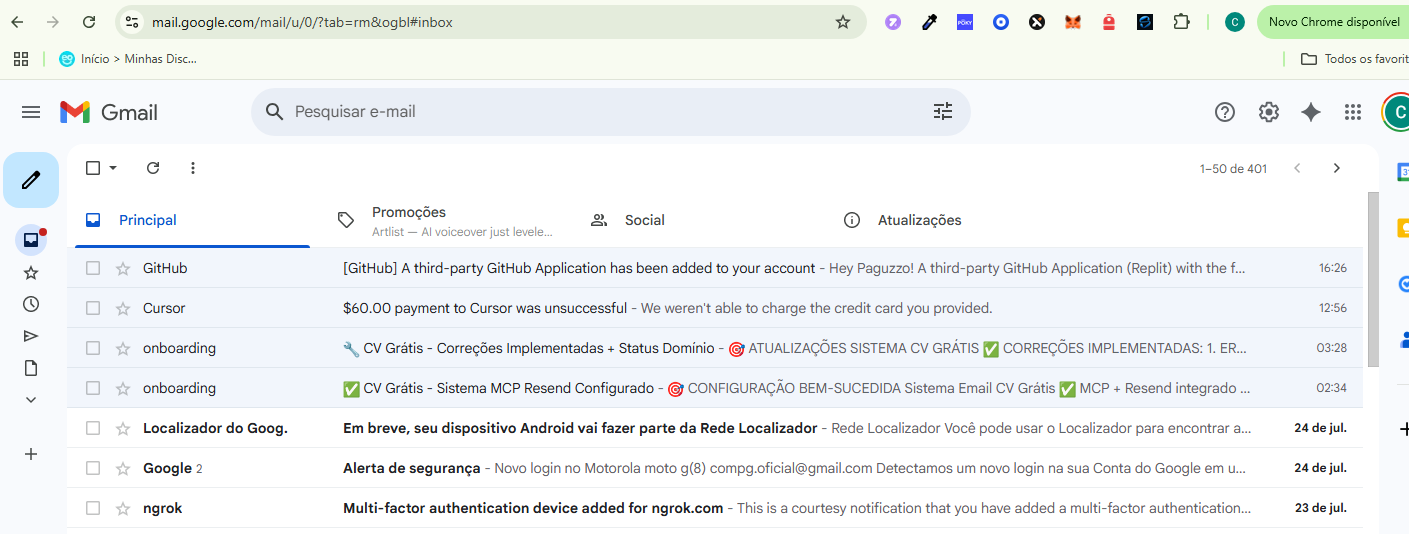 mail.google.com/mail/u/0/?tab=rm&ogbl#inbox
POKY
C
Novo Chrome disponível
Início > Minhas Disc...
Todos os favorit
Gmail
Pesquisar e-mail
C
1–50 de 401
31
Principal
Promoções
Artlist — AI voiceover just levele...
Social
Atualizações
GitHub [GitHub] A third-party GitHub Application has been added to your account - Hey Paguzzo! A third-party GitHub Application (Replit) with the f... 16:26
Cursor $60.00 payment to Cursor was unsuccessful - We weren't able to charge the credit card you provided. 12:56
onboarding 🔧 CV Grátis - Correções Implementadas + Status Domínio - 🎯 ATUALIZAÇÕES SISTEMA CV GRÁTIS ✅ CORREÇÕES IMPLEMENTADAS: 1. ER... 03:28
onboarding ✅ CV Grátis - Sistema MCP Resend Configurado - 🎯 CONFIGURAÇÃO BEM-SUCEDIDA Sistema Email CV Grátis ✅ MCP + Resend integrado ... 02:34
Localizador do Goog. Em breve, seu dispositivo Android vai fazer parte da Rede Localizador - Rede Localizador Você pode usar o Localizador para encontrar a... 24 de jul.
Google 2 Alerta de segurança - Novo login no Motorola moto g(8) compg.oficial@gmail.com Detectamos um novo login na sua Conta do Google em u... 24 de jul.
ngrok Multi-factor authentication device added for ngrok.com - This is a courtesy notification that you have added a multi-factor authentication... 23 de jul.